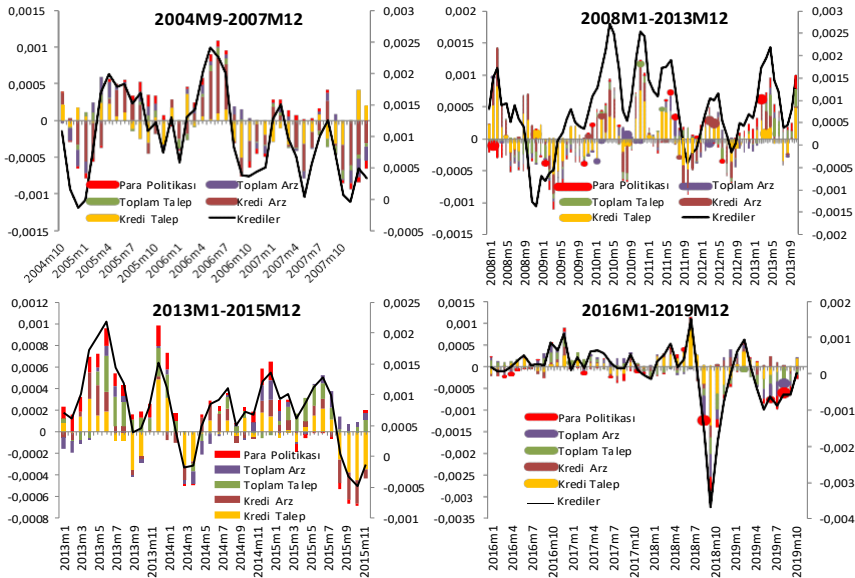 2004M9-2007M12
0,001
0,0005
0
-0,0005
-0,001
-0,0015
0,003
0,0025
0,002
0,0015
0,001
0,0005
0
-0,0005
Para Politikası
Toplam Arz
Toplam Talep
Kredi Arz
Kredi Talep
Krediler
2004m10
2005m1
2005m4
2005m7
2005m10
2006m1
2006m4
2006m7
2006m10
2007m1
2007m4
2007m7
2007m10
2008M1-2013M12
0,002
0,0015
0,001
0,0005
0
-0,0005
-0,001
-0,0015
0,003
0,0025
0,002
0,0015
0,001
0,0005
0
-0,0005
-0,001
-0,0015
-0,002
Para Politikası
Toplam Arz
Toplam Talep
Kredi Arz
Kredi Talep
Krediler
2008m1
2008m5
2008m9
2009m1
2009m5
2009m9
2010m1
2010m5
2010m9
2011m1
2011m5
2011m9
2012m1
2012m5
2012m9
2013m1
2013m5
2013m9
2013M1-2015M12
0,0012
0,001
0,0008
0,0006
0,0004
0,0002
0
-0,0002
-0,0004
-0,0006
-0,0008
0,0025
0,002
0,0015
0,001
0,0005
0
-0,0005
-0,001
Para Politikası
Toplam Arz
Toplam Talep
Kredi Arz
Kredi Talep
2013m1
2013m3
2013m5
2013m7
2013m9
2013m11
2014m1
2014m3
2014m5
2014m7
2014m9
2014m11
2015m1
2015m3
2015m5
2015m7
2015m9
2015m11
2016M1-2019M12
0,0015
0,001
0,0005
0
-0,0005
-0,001
-0,0015
-0,002
-0,0025
-0,003
-0,0035
0,002
0,001
0
-0,001
-0,002
-0,003
-0,004
Para Politikası
Toplam Arz
Toplam Talep
Kredi Arz
Kredi Talep
Krediler
2016m1
2016m4
2016m7
2016m10
2017m1
2017m4
2017m7
2017m10
2018m1
2018m4
2018m7
2018m10
2019m1
2019m4
2019m7
2019m10